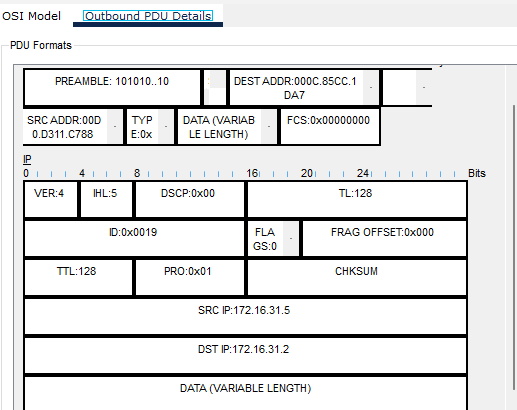 OSI Model Outbound PDU Details
PDU Formats
PREAMBLE: 101010..10 DEST ADDR:000C.85CC.1
DA7
SRC ADDR:00D TYP DATA (VARIAB FCS:0x00000000
0.D311.C788 E:0x LE LENGTH)
IP
0 4 8 16 20 24 Bits
VER:4 IHL:5 DSCP:0x00 TL:128
ID:0x0019 FLA FRAG OFFSET:0x000
GS:0
TTL:128 PRO:0x01 CHKSUM
SRC IP:172.16.31.5
DST IP:172.16.31.2
DATA (VARIABLE LENGTH)